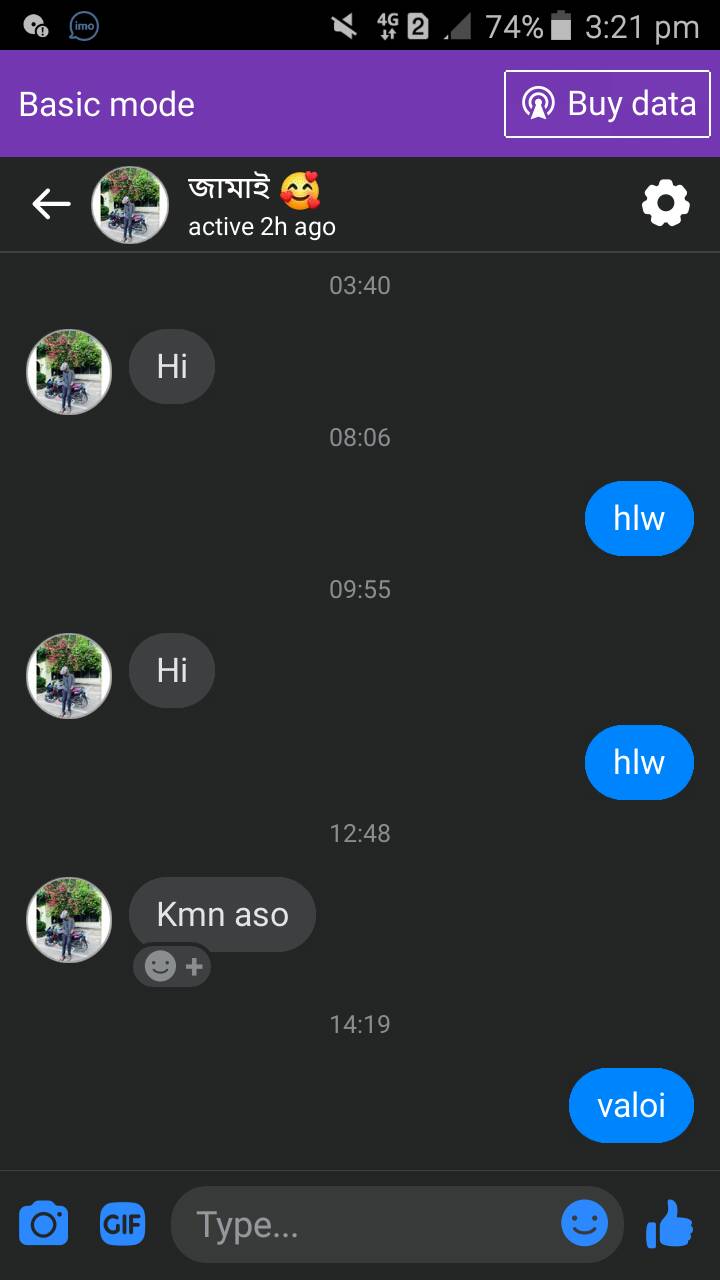 imo 4G 2 74% 3:21 pm
Basic mode Buy data
জামাই 🥰
active 2h ago
03:40
Hi
08:06
hlw
09:55
Hi
hlw
12:48
Kmn aso
14:19
valoi
GIF Type...